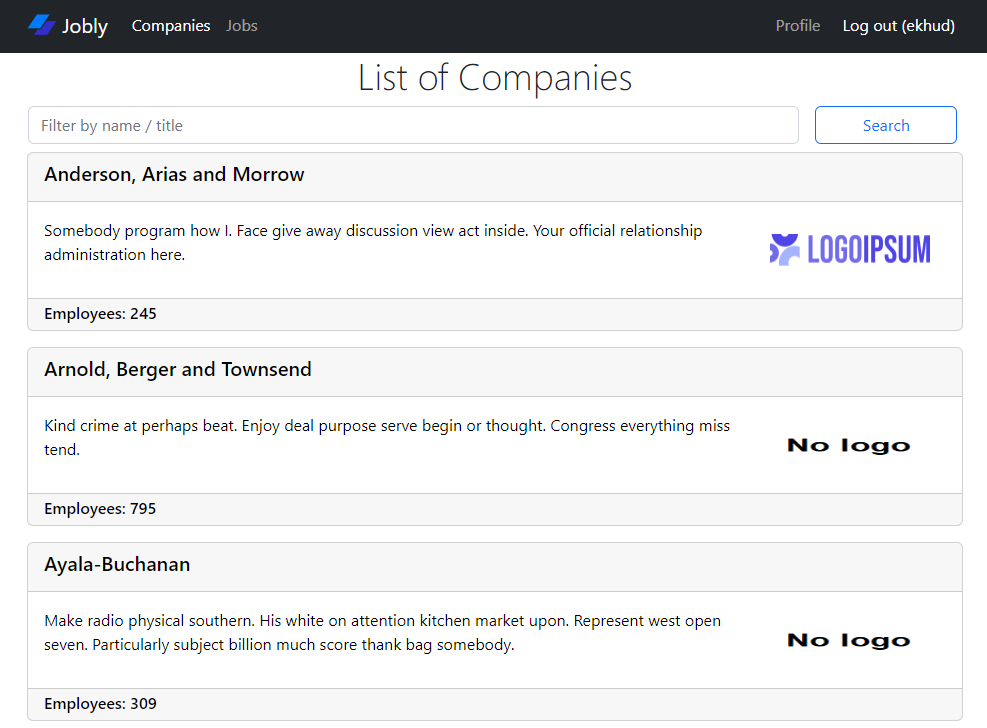 Jobly Companies Jobs Profile Log out (ekhud)
List of Companies
Filter by name / title Search
Anderson, Arias and Morrow
Somebody program how I. Face give away discussion view act inside. Your official relationship
administration here.
LOGOIPSUM
Employees: 245
Arnold, Berger and Townsend
Kind crime at perhaps beat. Enjoy deal purpose serve begin or thought. Congress everything miss
tend.
No logo
Employees: 795
Ayala-Buchanan
Make radio physical southern. His white on attention kitchen market upon. Represent west open
seven. Particularly subject billion much score thank bag somebody.
No logo
Employees: 309